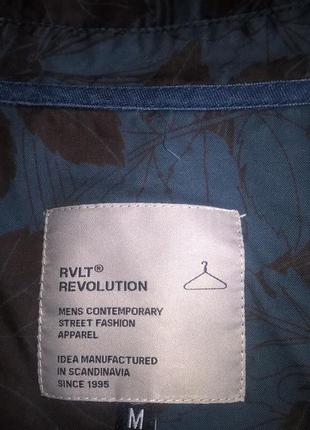 RVLT®
REVOLUTION
MENS CONTEMPORARY
STREET FASHION
APPAREL
IDEA MANUFACTURED
IN SCANDINAVIA
SINCE 1995
M